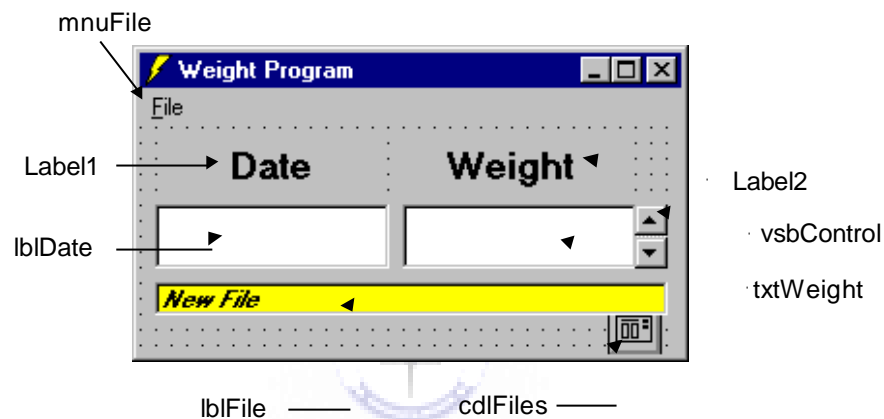 mnuFile
Weight Program
File
Label1
Date
Weight
Label2
lblDate
vsbControl
txtWeight
New File
lblFile
cdlFiles